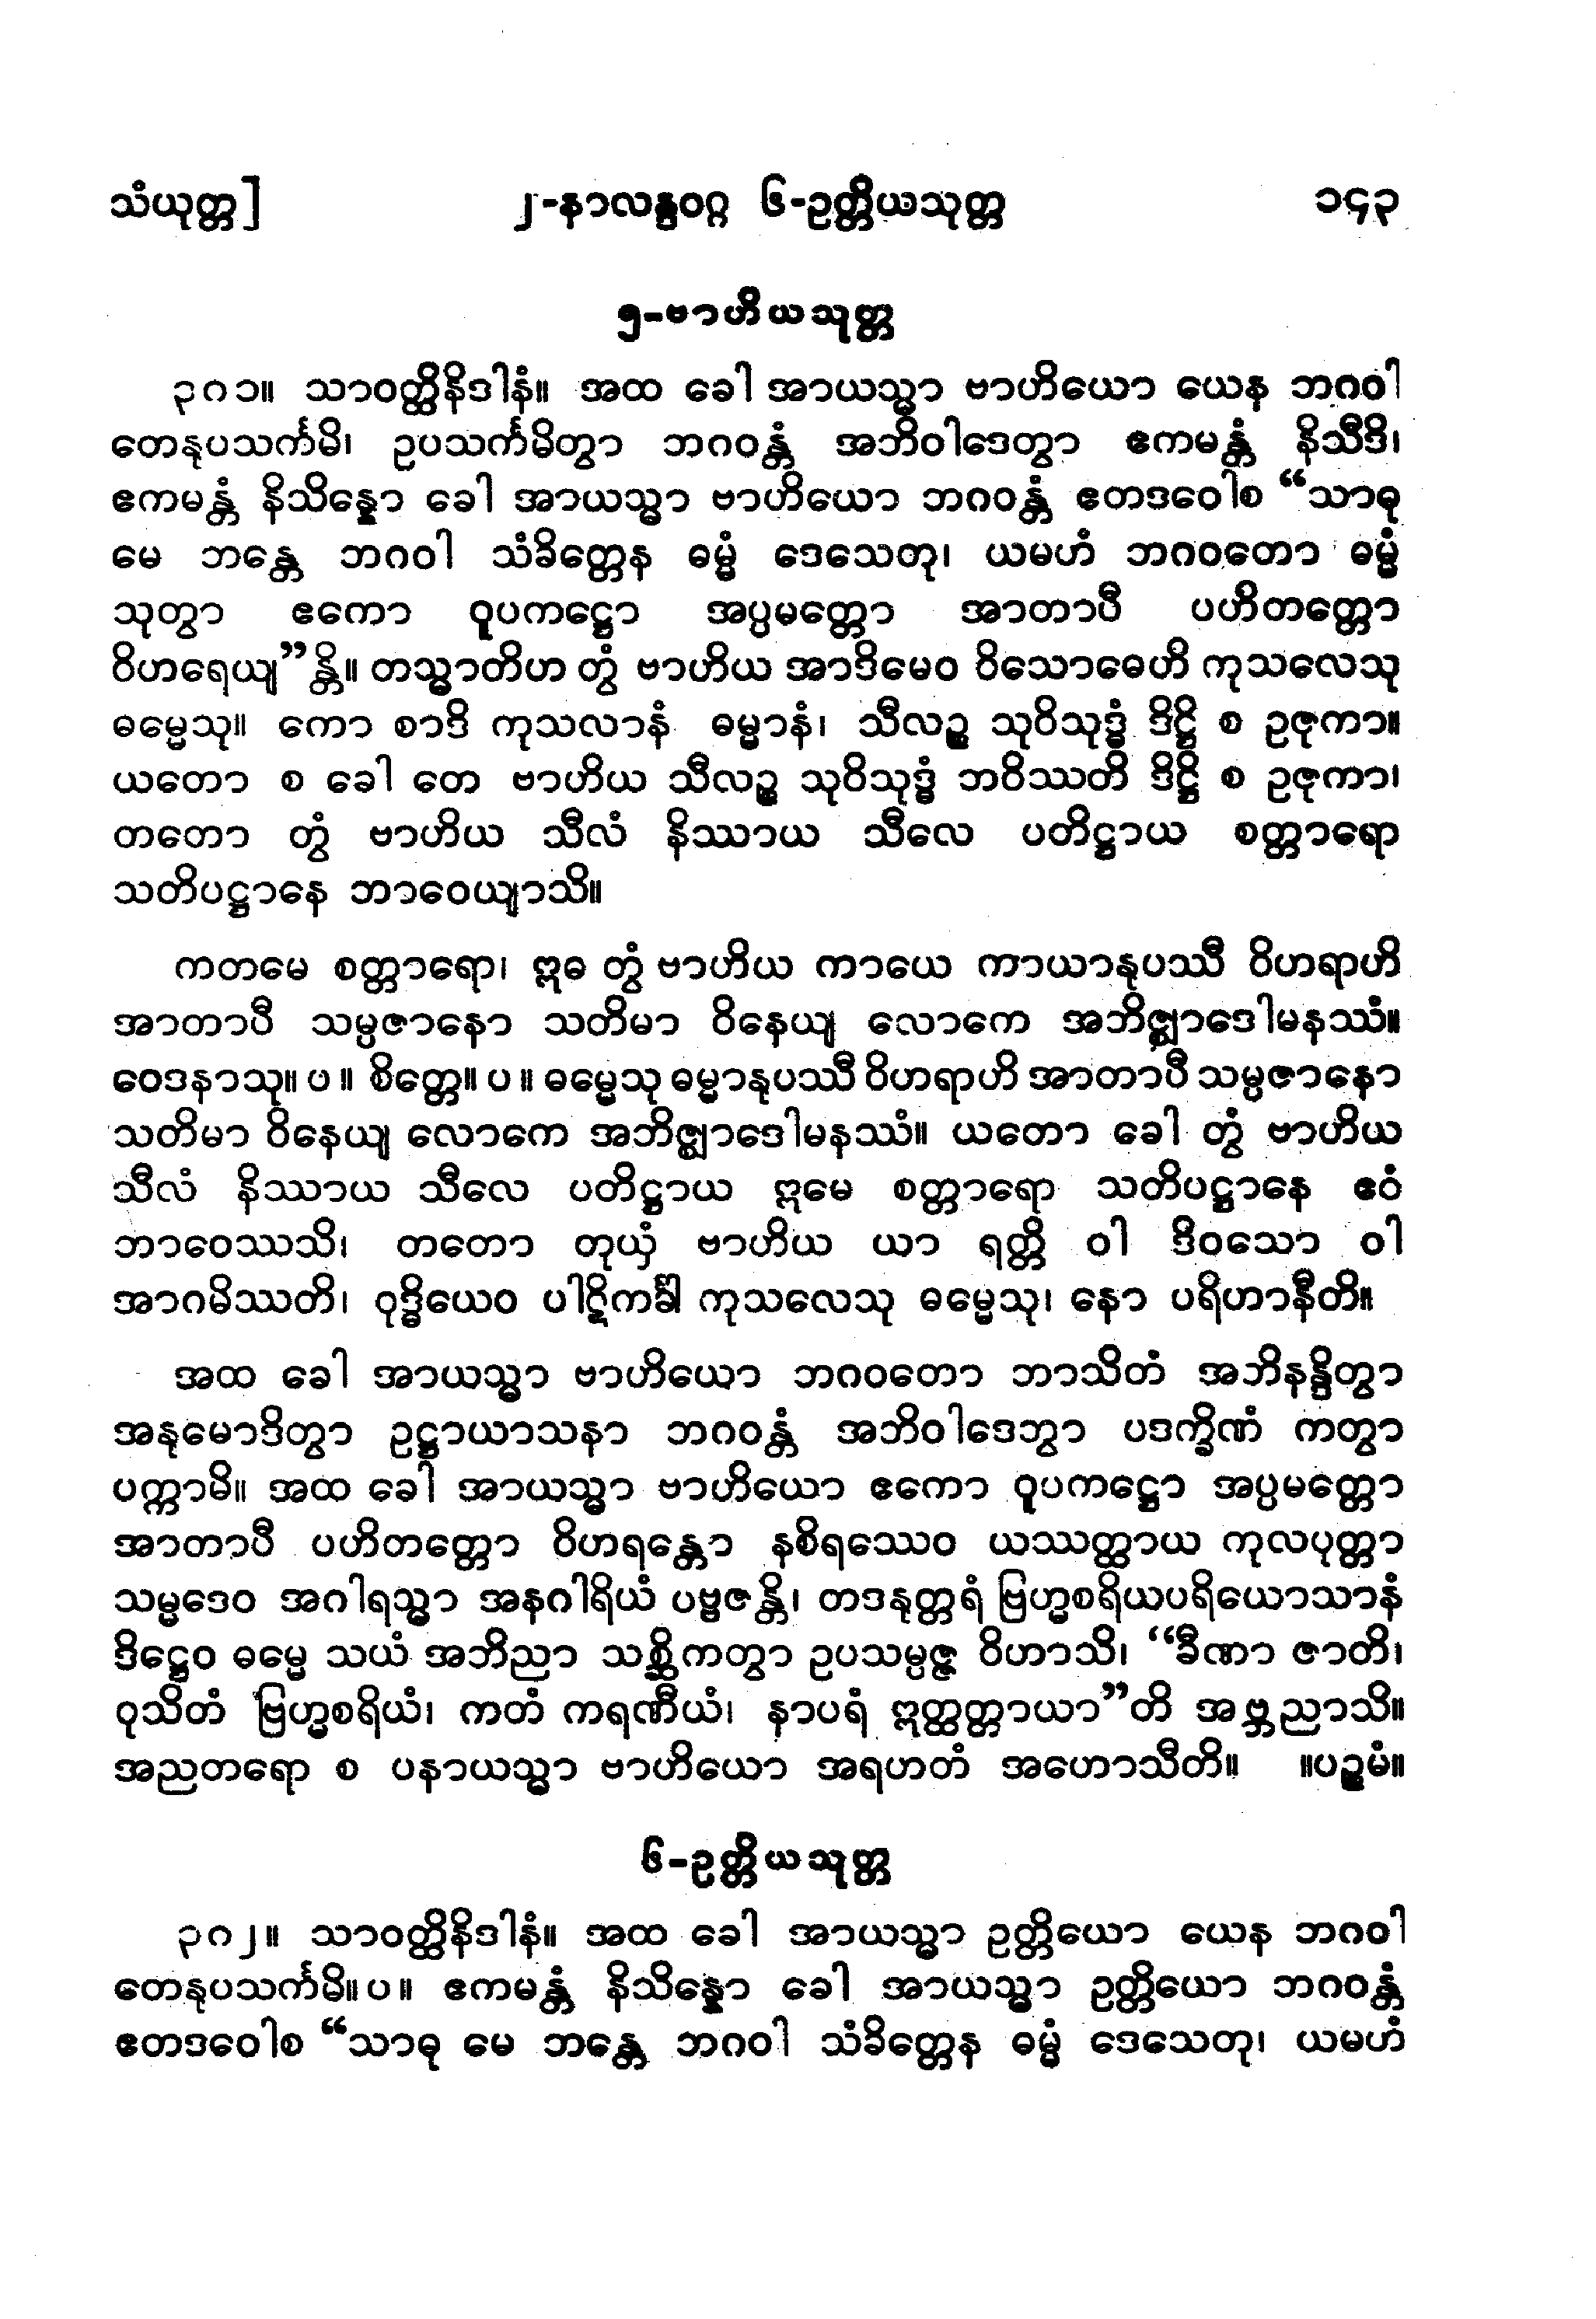 သံယုတ္တ]	၂-နာလန္ဒဝဂ္ဂ ၆-ဥတ္တိယသုတ္တ	၁၄၃
၅-ဗာဟိယသုတ္တ
၃၈၁။ သာဝတ္ထိနိဒါနံ။ အထ ခေါ အာယသ္မာ ဗာဟိယော ယေန ဘဂဝါ
တေနုပသင်္ကမိ၊ ဥပသင်္ကမိတွာ ဘဂဝန္တံ အဘိဝါဒေတွာ ဧကမန္တံ နိသီဒိ၊
ဧကမန္တံ နိသိန္နော ခေါ အာယသ္မာ ဗာဟိယော ဘဂဝန္တံ ဧတဒဝေါစ “သာဓု
မေ ဘန္တေ ဘဂဝါ သံခိတ္တေန ဓမ္မံ ဒေသေတု၊ ယမဟံ ဘဂဝတော ဓမ္မံ
သုတွာ ဧကော ဝူပကဋ္ဌော အပ္ပမတ္တော အာတာပီ ပဟိတတ္တော
ဝိဟရေယျ”န္တိ။ တသ္မာတိဟ တွံ ဗာဟိယ အာဒိမေဝ ဝိသောဓေဟိ ကုသလေသု
ဓမ္မေသု။ ကော စာဒိ ကုသလာနံ ဓမ္မာနံ၊ သီလဉ္စ သုဝိသုဒ္ဓံ ဒိဋ္ဌိ စ ဥဇုကာ။
ယတော စ ခေါ တေ ဗာဟိယ သီလဉ္စ သုဝိသုဒ္ဓံ ဘဝိဿတိ ဒိဋ္ဌိ စ ဥဇုကာ၊
တတော တွံ ဗာဟိယ သီလံ နိဿာယ သီလေ ပတိဋ္ဌာယ စတ္တာရော
သတိပဋ္ဌာနေ ဘာဝေယျာသိ။
ကတမေ စတ္တာရော၊ ဣဓ တွံ ဗာဟိယ ကာယေ ကာယာနုပဿီ ဝိဟရာဟိ
အာတာပီ သမ္ပဇာနော သတိမာ ဝိနေယျ လောကေ အဘိဇ္ဈာဒေါမနဿံ။
ဝေဒနာသု။ ပ ။ စိတ္တေ။ ပ ။ ဓမ္မေသု ဓမ္မာနုပဿီ ဝိဟရာဟိ အာတာပီ သမ္ပဇာနော
သတိမာ ဝိနေယျ လောကေ အဘိဇ္ဈာဒေါမနဿံ။ ယတော ခေါ တွံ ဗာဟိယ
သီလံ နိဿာယ သီလေ ပတိဋ္ဌာယ ဣမေ စတ္တာရော သတိပဋ္ဌာနေ ဧဝံ
ဘာဝေဿသိ၊ တတော တုယှံ ဗာဟိယ ယာ ရတ္တိ ဝါ ဒိဝသော ဝါ
အာဂမိဿတိ၊ ဝုဒ္ဓိယေဝ ပါဋိကင်္ခါ ကုသလေသု ဓမ္မေသု၊ နော ပရိဟာနီတိ။
အထ ခေါ အာယသ္မာ ဗာဟိယော ဘဂဝတော ဘာသိတံ အဘိနန္ဒိတွာ
အနုမောဒိတွာ ဥဋ္ဌာယာသနာ ဘဂဝန္တံ အဘိဝါဒေတွာ ပဒက္ခိဏံ ကတွာ
ပက္ကာမိ။ အထ ခေါ အာယသ္မာ ဗာဟိယော ဧကော ဝူပကဋ္ဌော အပ္ပမတ္တော
အာတာပီ ပဟိတတ္တော ဝိဟရန္တော နစိရဿေဝ ယဿတ္ထာယ ကုလပုတ္တာ
သမ္မဒေဝ အဂါရသ္မာ အနဂါရိယံ ပဗ္ဗဇန္တိ၊ တဒနုတ္တရံ ဗြဟ္မစရိယပရိယောသာနံ
ဒိဋ္ဌေဝ ဓမ္မေ သယံ အဘိညာ သစ္ဆိကတွာ ဥပသမ္ပဇ္ဇ ဝိဟာသိ၊ “ခီဏာ ဇာတိ၊
ဝုသိတံ ဗြဟ္မစရိယံ၊ ကတံ ကရဏီယံ၊ နာပရံ ဣတ္ထတ္တာယာ”တိ အဗ္ဘညာသိ။
အညတရော စ ပနာယသ္မာ ဗာဟိယော အရဟတံ အဟောသီတိ။ ။ပဉ္စမံ။
၆-ဥတ္တိယသုတ္တ
၃၈၂။ သာဝတ္ထိနိဒါနံ။ အထ ခေါ အာယသ္မာ ဥတ္တိယော ယေန ဘဂဝါ
တေနုပသင်္ကမိ။ ပ ။ ဧကမန္တံ နိသိန္နော ခေါ အာယသ္မာ ဥတ္တိယော ဘဂဝန္တံ
ဧတဒဝေါစ “သာဓု မေ ဘန္တေ ဘဂဝါ သံခိတ္တေန ဓမ္မံ ဒေသေတု၊ ယမဟံ